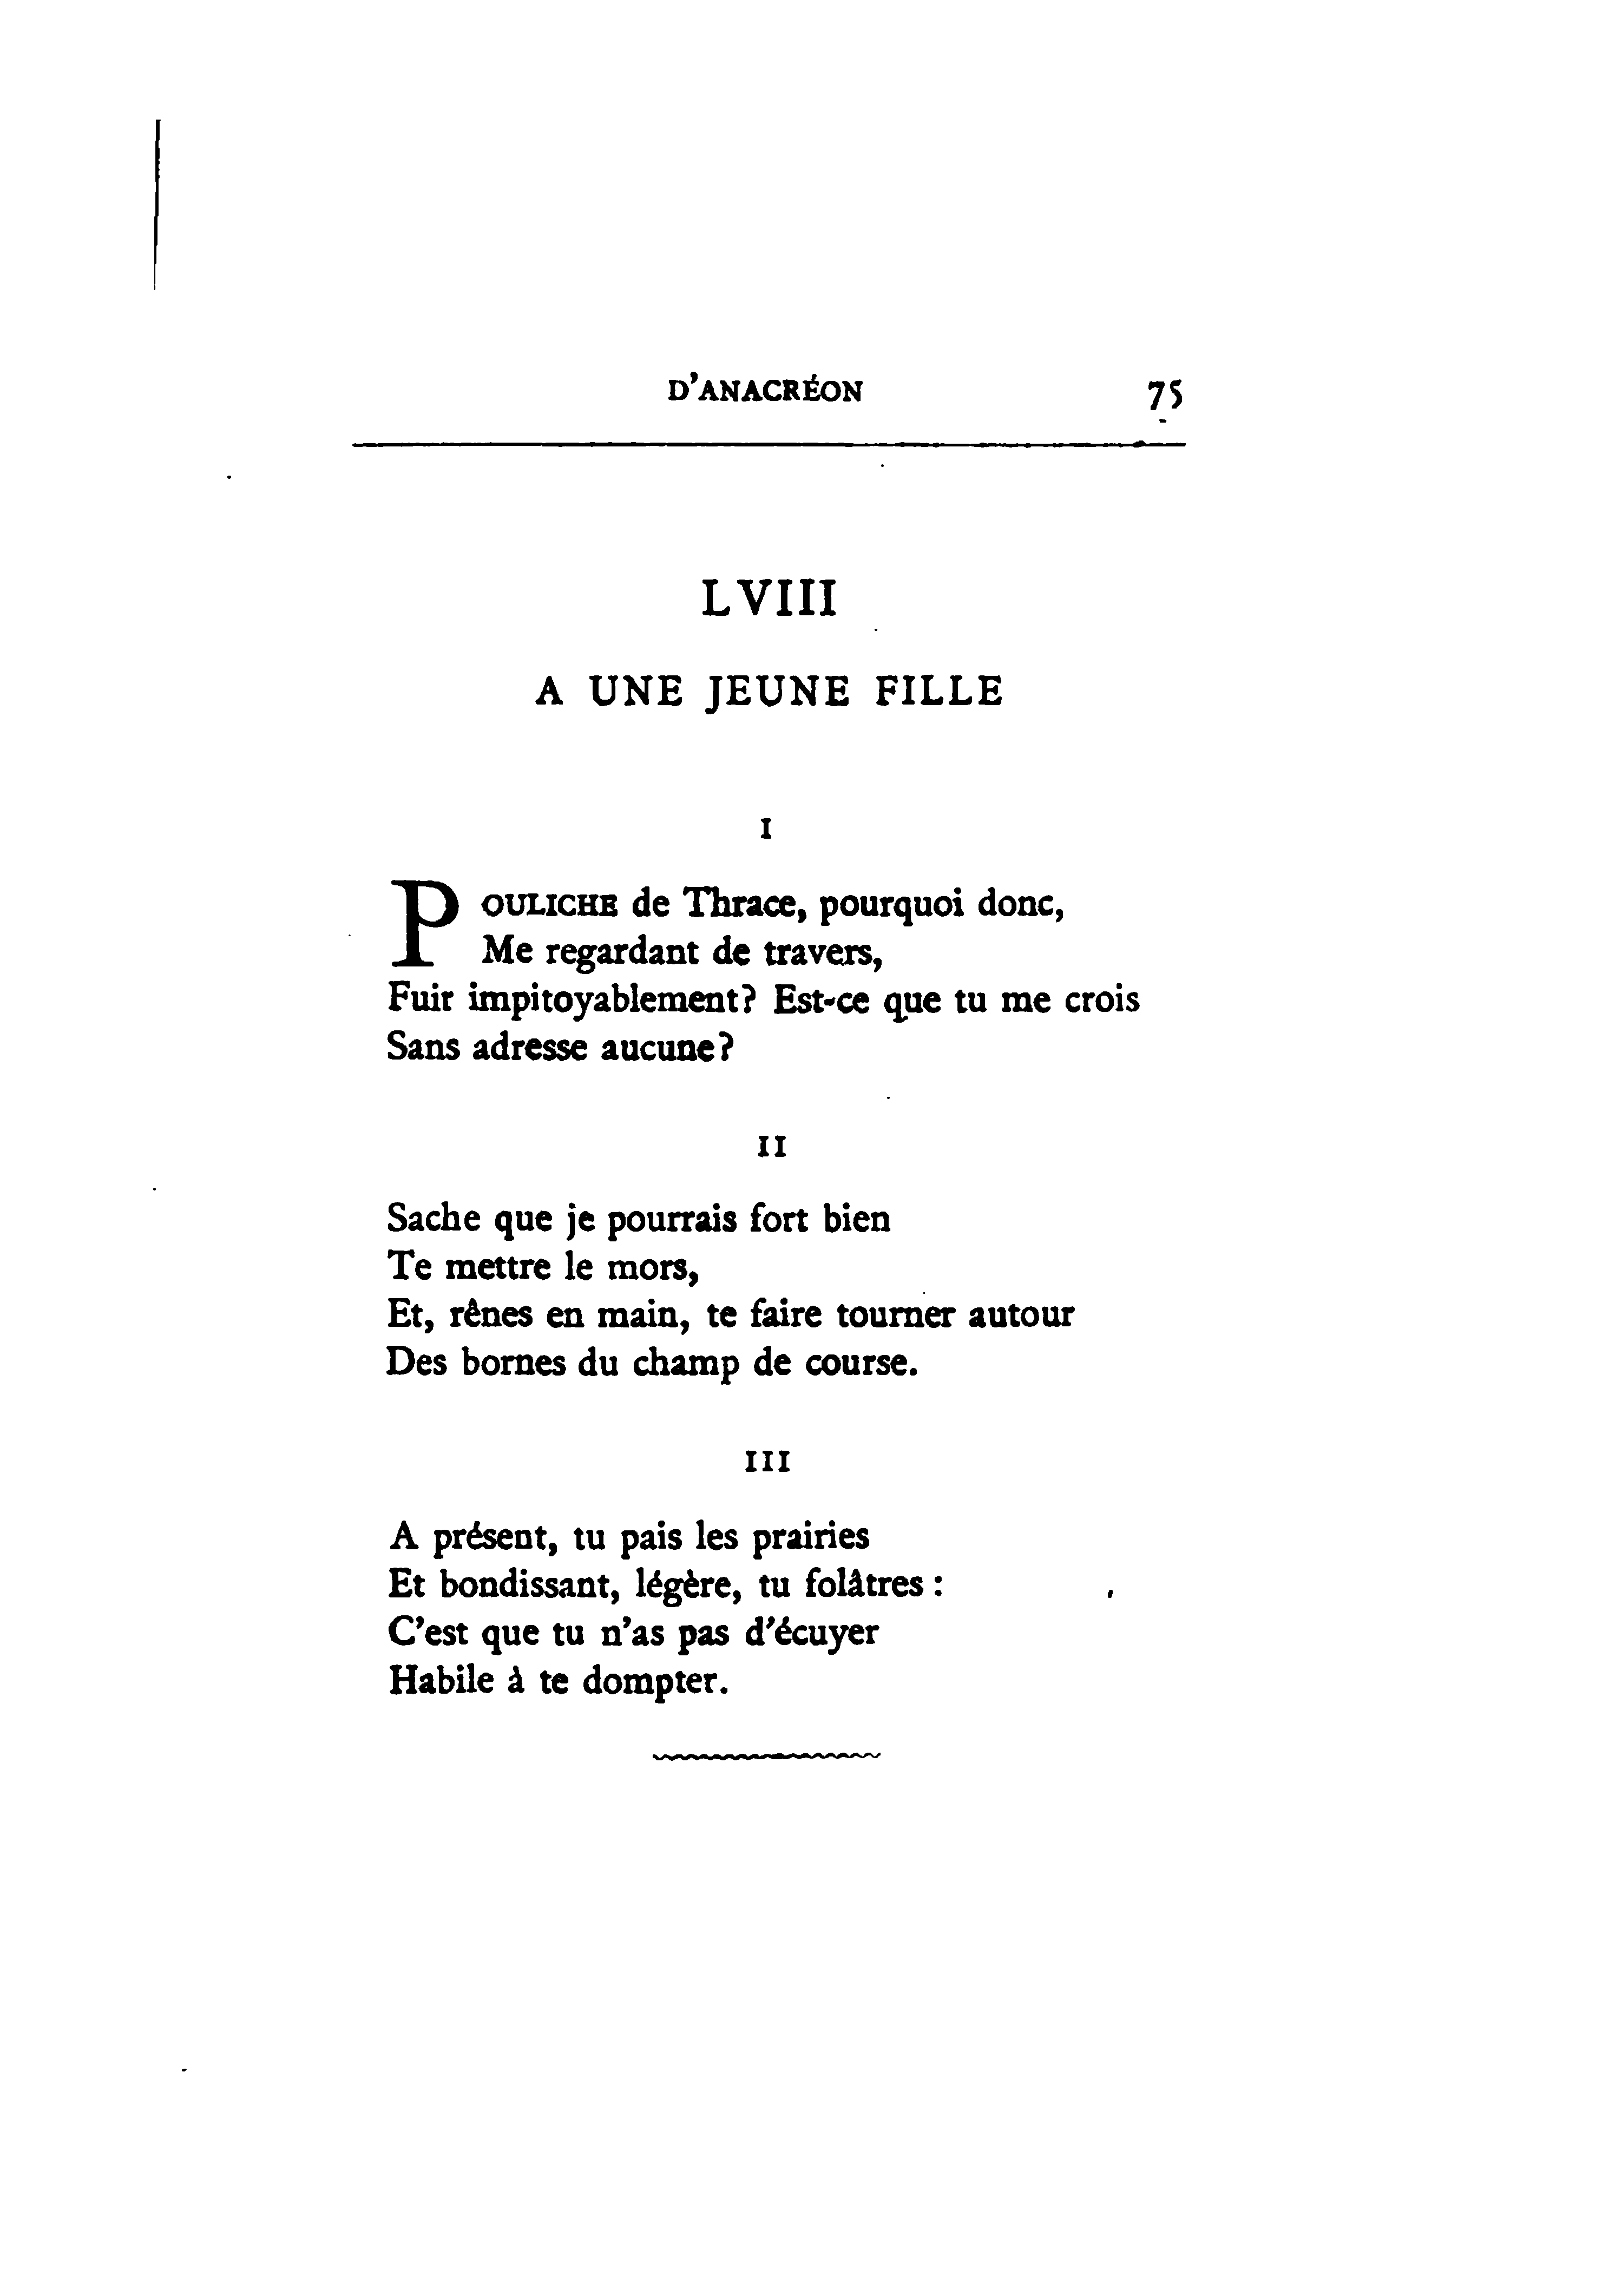 D'ANACRÉON 75
LVIII
A UNE JEUNE FILLE
I
POULICHE de Thrace, pourquoi donc,
Me regardant de travers,
Fuir impitoyablement? Est-ce que tu me crois
Sans adresse aucune?
II
Sache que je pourrais fort bien
Te mettre le mors,
Et, rênes en main, te faire tourner autour
Des bornes du champ de course.
III
A présent, tu pais les prairies
Et bondissant, légère, tu folâtres :
C'est que tu n'as pas d'écuyer
Habile à te dompter.